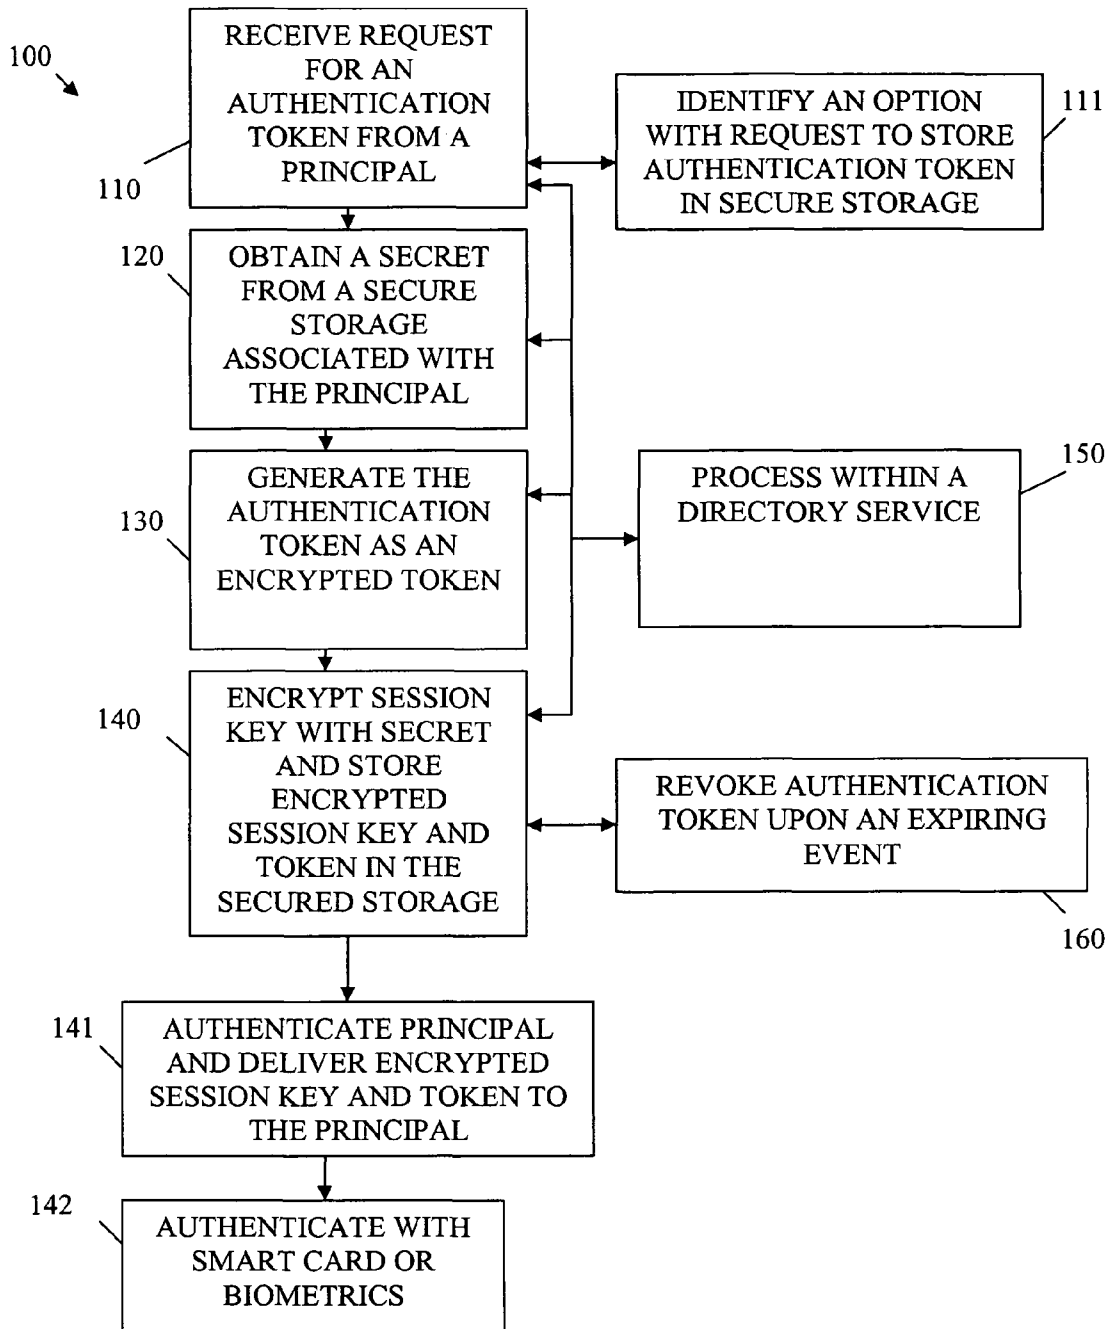 100
RECEIVE REQUEST
FOR AN
AUTHENTICATION
TOKEN FROM A
PRINCIPAL
110
IDENTIFY AN OPTION
WITH REQUEST TO STORE
AUTHENTICATION TOKEN
IN SECURE STORAGE
111
120
OBTAIN A SECRET
FROM A SECURE
STORAGE
ASSOCIATED WITH
THE PRINCIPAL
130
GENERATE THE
AUTHENTICATION
TOKEN AS AN
ENCRYPTED TOKEN
150
PROCESS WITHIN A
DIRECTORY SERVICE
140
ENCRYPT SESSION
KEY WITH SECRET
AND STORE
ENCRYPTED
SESSION KEY AND
TOKEN IN THE
SECURED STORAGE
REVOKE AUTHENTICATION
TOKEN UPON AN EXPIRING
EVENT
160
141
AUTHENTICATE PRINCIPAL
AND DELIVER ENCRYPTED
SESSION KEY AND TOKEN TO
THE PRINCIPAL
142
AUTHENTICATE WITH
SMART CARD OR
BIOMETRICS